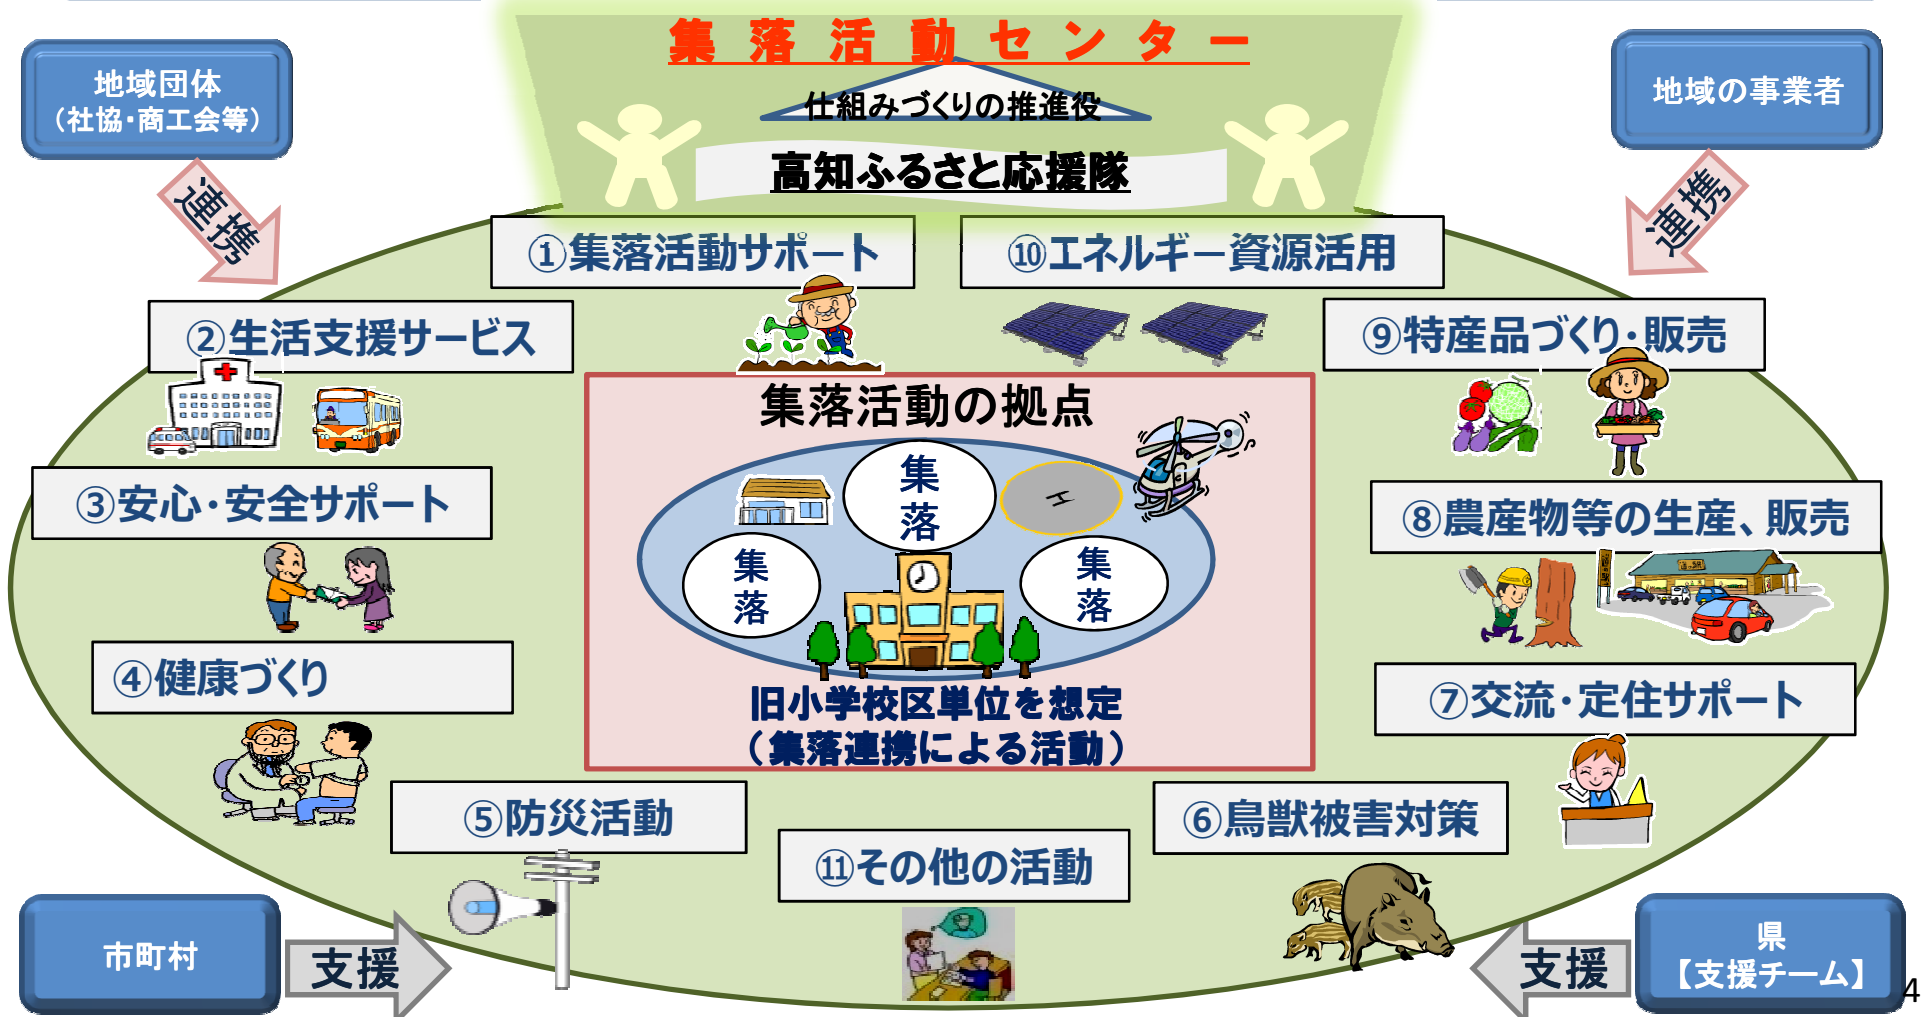 集落活動センター
仕組みづくりの推進役
高知ふるさと応援隊
地域団体
（社協・商工会等）
連携
地域の事業者
連携
①集落活動サポート
⑩エネルギー資源活用
②生活支援サービス
⑨特産品づくり・販売
③安心・安全サポート
⑧農産物等の生産、販売
④健康づくり
⑦交流・定住サポート
⑤防災活動
⑥鳥獣被害対策
⑪その他の活動
集落活動の拠点
集落
集落
集落
H
旧小学校区単位を想定
（集落連携による活動）
市町村
支援
支援
県
【支援チーム】
4